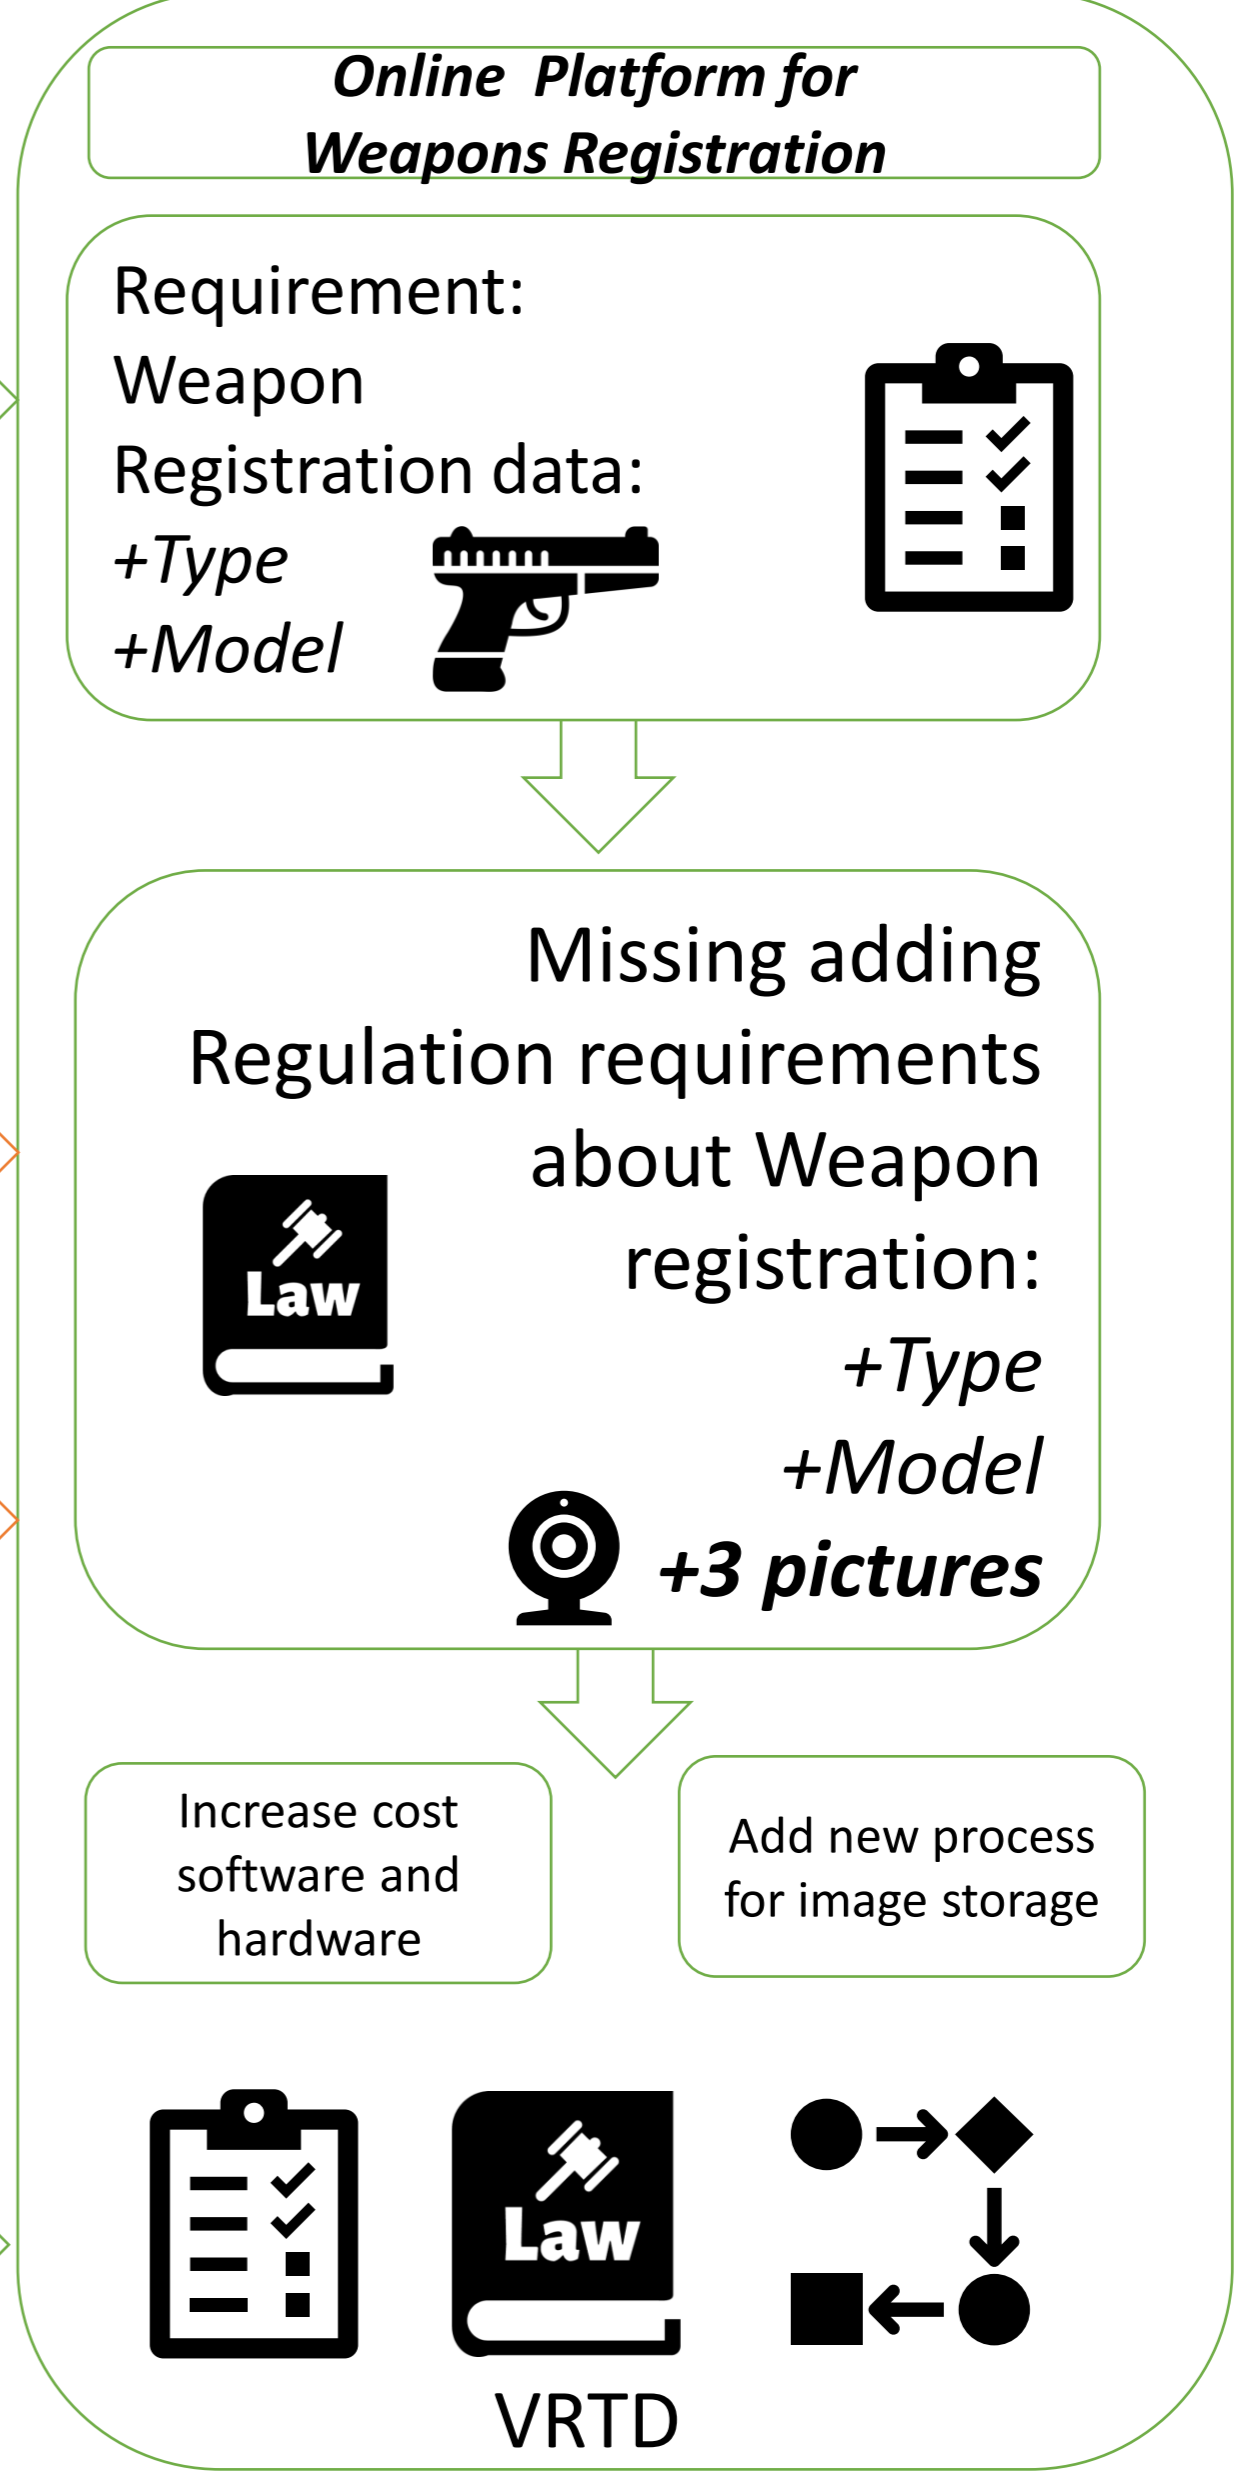 Online Platform for
Weapons Registration
Requirement:
Weapon
Registration data:
+Type
+Model
Missing adding
Regulation requirements
about Weapon
registration:
Law
+Type
+Model
+3 pictures
Increase cost
software and
hardware
Add new process
for image storage
Law
VRTD